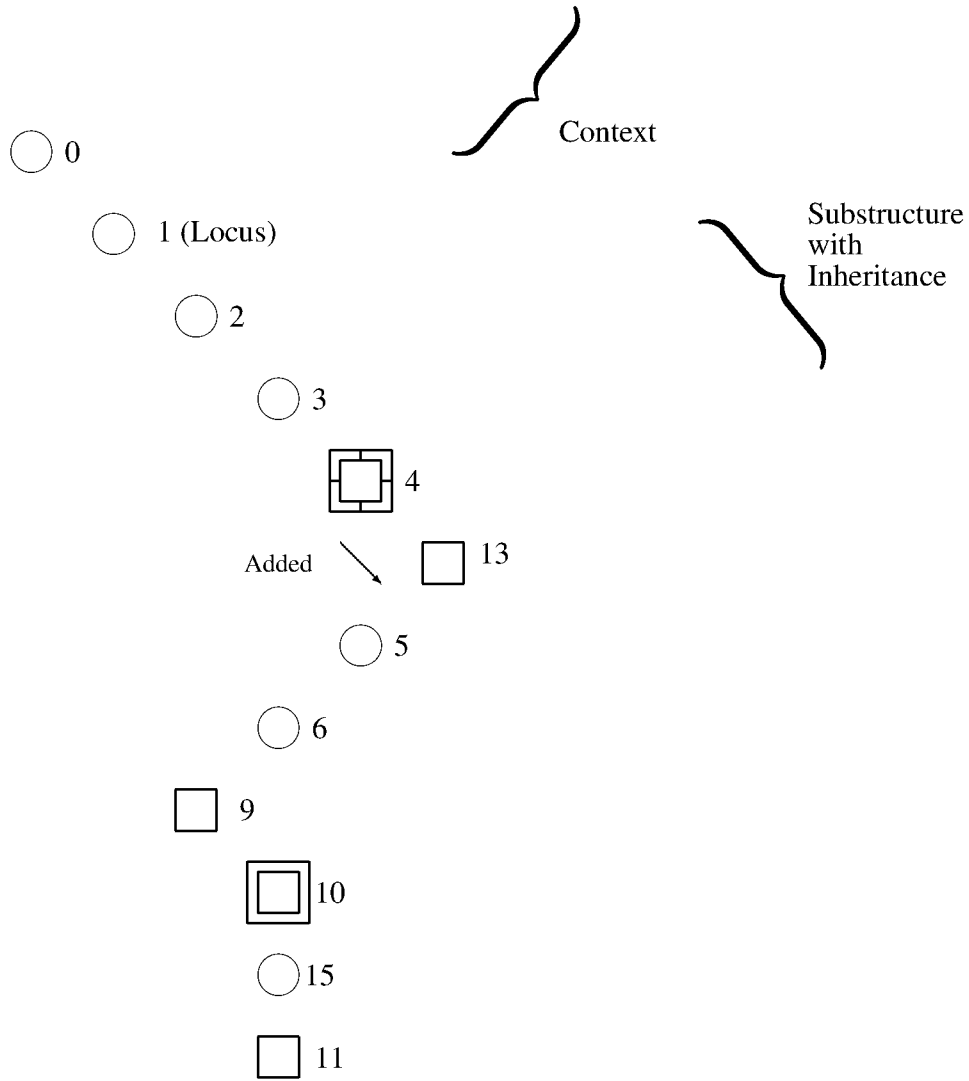 Context
0
Substructure
with
Inheritance
1 (Locus)
2
3
4
13
Added
5
6
9
10
15
11